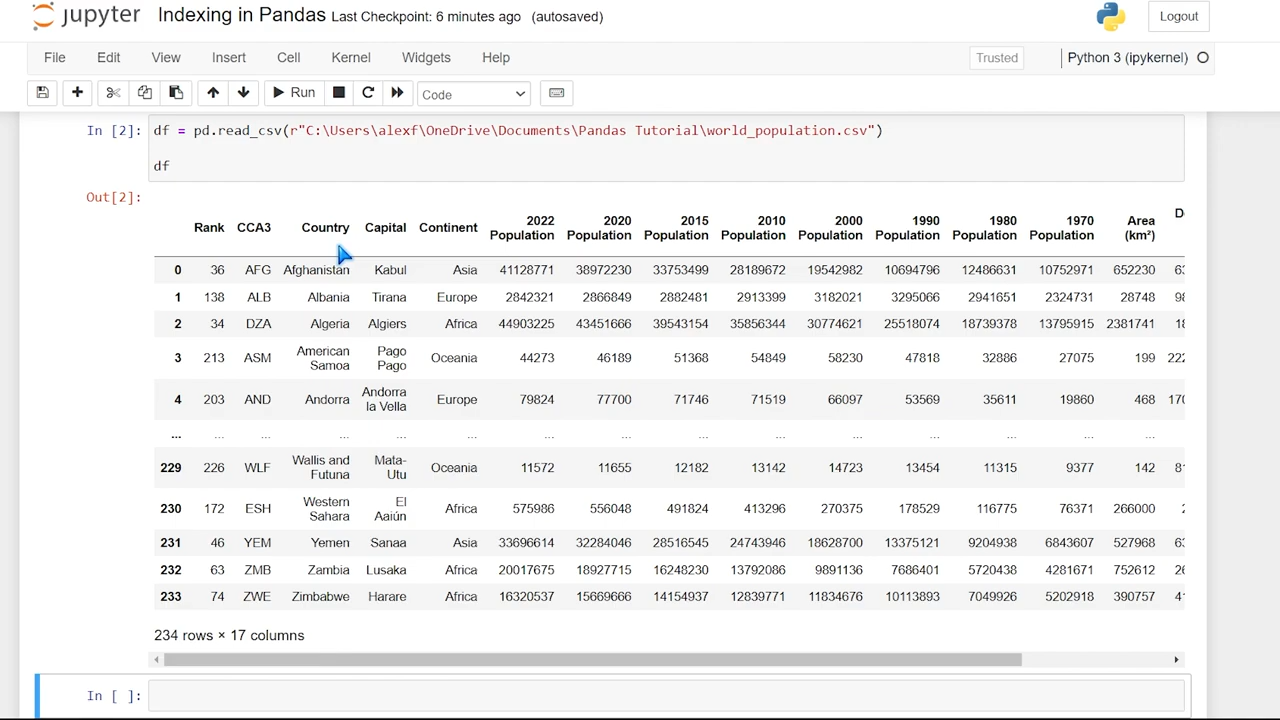 jupyter Indexing in Pandas Last Checkpoint: 6 minutes ago (autosaved) Logout
File Edit View Insert Cell Kernel Widgets Help Trusted Python 3 (ipykernel)
Run Code
In [2]: df = pd.read_csv(r"C:\Users\alexf\OneDrive\Documents\Pandas Tutorial\world_population.csv")
df
Out[2]:
Rank CCA3 Country Capital Continent 2022 Population 2020 Population 2015 Population 2010 Population 2000 Population 1990 Population 1980 Population 1970 Population Area (km²)
0 36 AFG Afghanistan Kabul Asia 41128771 38972230 33753499 28189672 19542982 10694796 12486631 10752971 652230
1 138 ALB Albania Tirana Europe 2842321 2866849 2882481 2913399 3182021 3295066 2941651 2324731 28748
2 34 DZA Algeria Algiers Africa 44903225 43451666 39543154 35856344 30774621 25518074 18739378 13795915 2381741
3 213 ASM American Samoa Pago Pago Oceania 44273 46189 51368 54849 58230 47818 32886 27075 199
4 203 AND Andorra Andorra la Vella Europe 79824 77700 71746 71519 66097 53569 35611 19860 468
... ... ... ... ... ... ... ... ... ... ... ... ... ... ...
229 226 WLF Wallis and Futuna Mata-Utu Oceania 11572 11655 12182 13142 14723 13454 11315 9377 142
230 172 ESH Western Sahara El Aaiún Africa 575986 556048 491824 413296 270375 178529 116775 76371 266000
231 46 YEM Yemen Sanaa Asia 33696614 32284046 28516545 24743946 18628700 13375121 9204938 6843607 527968
232 63 ZMB Zambia Lusaka Africa 20017675 18927715 16248230 13792086 9891136 7686401 5720438 4281671 752612
233 74 ZWE Zimbabwe Harare Africa 16320537 15669666 14154937 12839771 11834676 10113893 7049926 5202918 390757
234 rows × 17 columns
In [ ]: